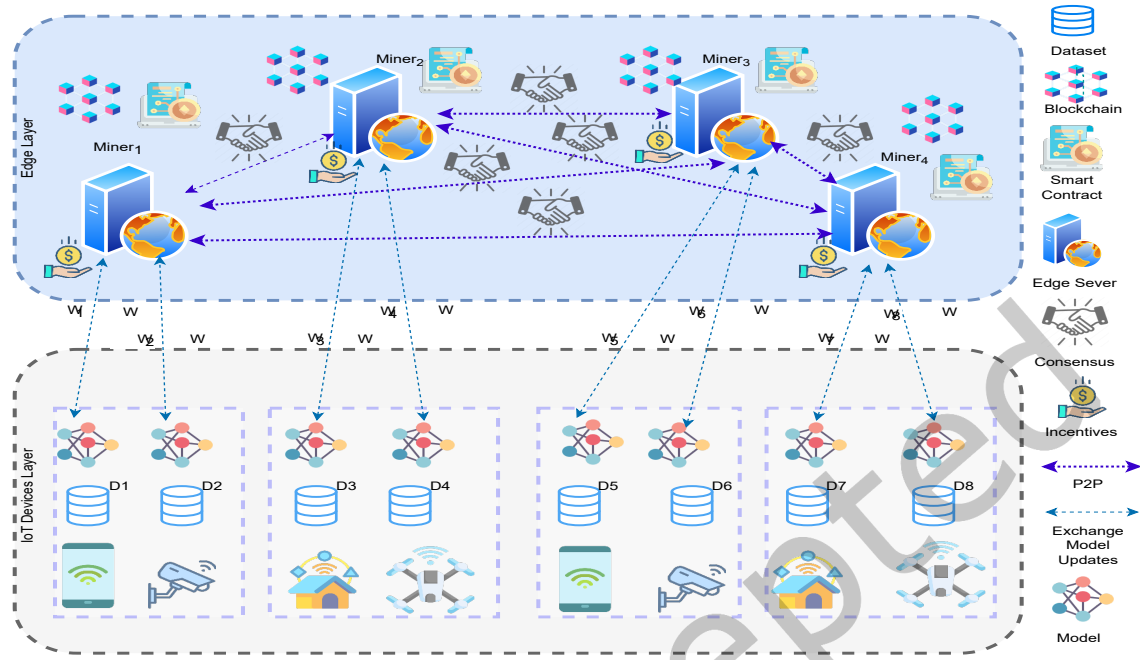 Edge Layer
Miner1
Miner2
Miner3
Miner4
$
$
$
$
w1
w
w2
w
w3
w
w4
w
w5
w
w6
w
w7
w
w8
w
IoT Devices Layer
D1
D2
D3
D4
D5
D6
D7
D8
Dataset
Blockchain
Smart
Contract
Edge Sever
Consensus
$
Incentives
P2P
Exchange
Model
Updates
Model
epted